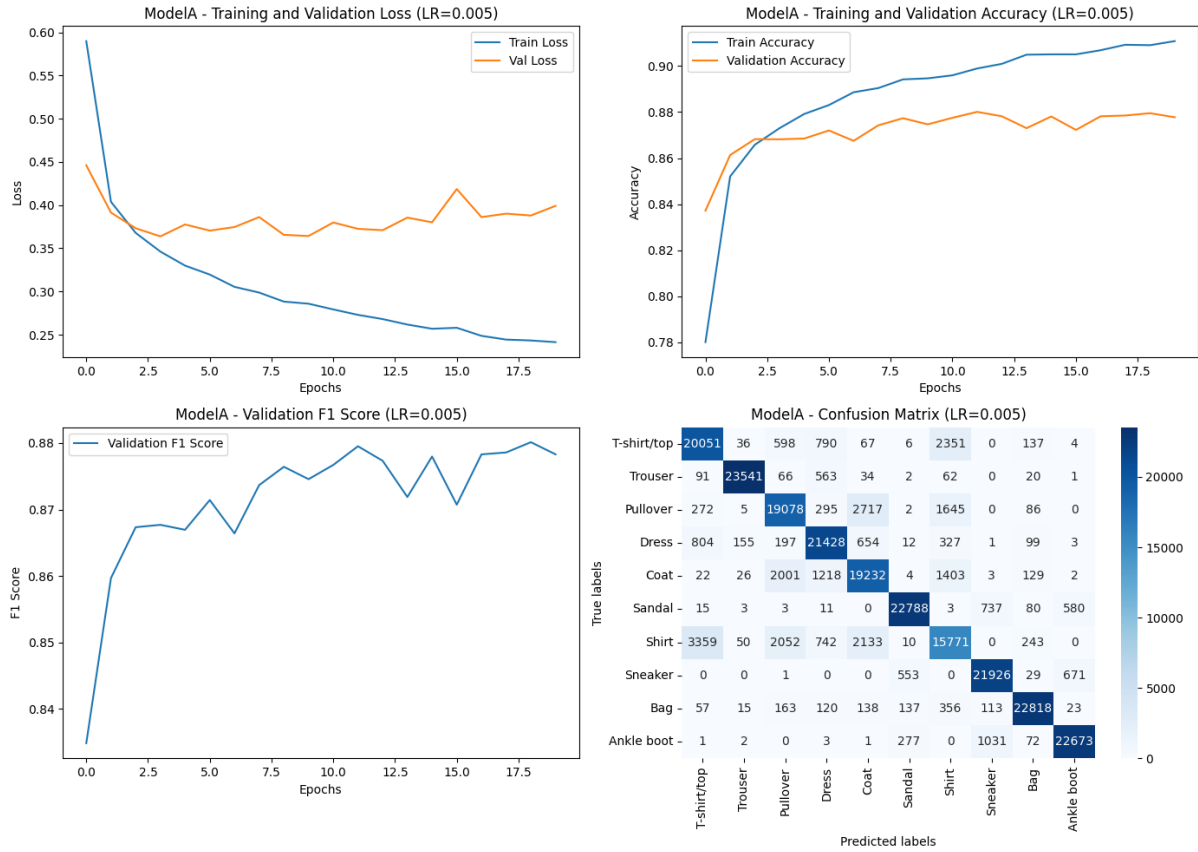 ModelA - Training and Validation Loss (LR=0.005)
Train Loss
Val Loss
0.60
0.55
0.50
0.45
0.40
0.35
0.30
0.25
Loss
0.0 2.5 5.0 7.5 10.0 12.5 15.0 17.5
Epochs
ModelA - Training and Validation Accuracy (LR=0.005)
Train Accuracy
Validation Accuracy
0.90
0.88
0.86
0.84
0.82
0.80
0.78
Accuracy
0.0 2.5 5.0 7.5 10.0 12.5 15.0 17.5
Epochs
ModelA - Validation F1 Score (LR=0.005)
Validation F1 Score
0.88
0.87
0.86
0.85
0.84
F1 Score
0.0 2.5 5.0 7.5 10.0 12.5 15.0 17.5
Epochs
ModelA - Confusion Matrix (LR=0.005)
True labels
T-shirt/top 20051 36 598 790 67 6 2351 0 137 4
Trouser 91 23541 66 563 34 2 62 0 20 1
Pullover 272 5 19078 295 2717 2 1645 0 86 0
Dress 804 155 197 21428 654 12 327 1 99 3
Coat 22 26 2001 1218 19232 4 1403 3 129 2
Sandal 15 3 3 11 0 22788 3 737 80 580
Shirt 3359 50 2052 742 2133 10 15771 0 243 0
Sneaker 0 0 1 0 0 553 0 21926 29 671
Bag 57 15 163 120 138 137 356 113 22818 23
Ankle boot 1 2 0 3 1 277 0 1031 72 22673
T-shirt/top Trouser Pullover Dress Coat Sandal Shirt Sneaker Bag Ankle boot
Predicted labels
20000
15000
10000
5000
0